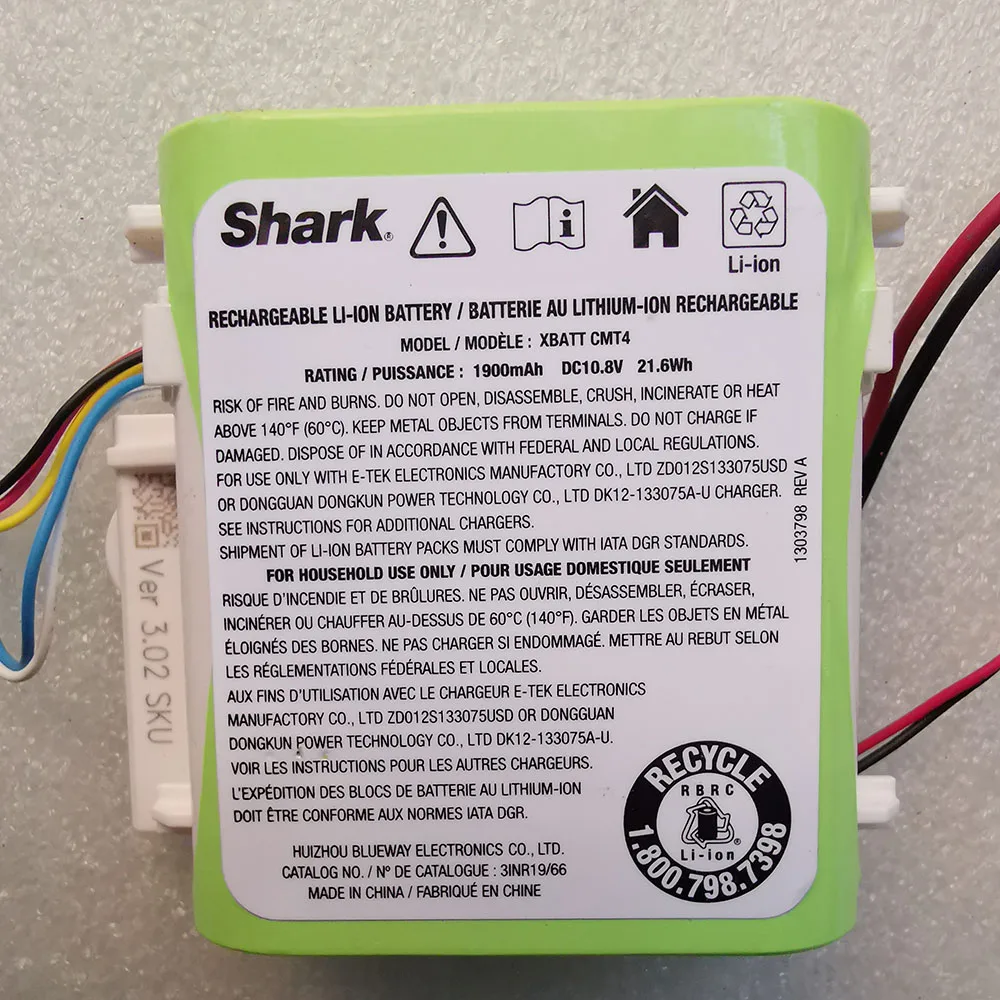 Shark®
Li-ion
RECHARGEABLE LI-ION BATTERY / BATTERIE AU LITHIUM-ION RECHARGEABLE
MODEL / MODÈLE : XBATT CMT4
RATING / PUISSANCE : 1900mAh DC10.8V 21.6Wh
RISK OF FIRE AND BURNS. DO NOT OPEN, DISASSEMBLE, CRUSH, INCINERATE OR HEAT
ABOVE 140°F (60°C). KEEP METAL OBJECTS FROM TERMINALS. DO NOT CHARGE IF
DAMAGED. DISPOSE OF IN ACCORDANCE WITH FEDERAL AND LOCAL REGULATIONS.
FOR USE ONLY WITH E-TEK ELECTRONICS MANUFACTORY CO., LTD ZD012S133075USD
OR DONGGUAN DONGKUN POWER TECHNOLOGY CO., LTD DK12-133075A-U CHARGER.
SEE INSTRUCTIONS FOR ADDITIONAL CHARGERS.
SHIPMENT OF LI-ION BATTERY PACKS MUST COMPLY WITH IATA DGR STANDARDS.
FOR HOUSEHOLD USE ONLY / POUR USAGE DOMESTIQUE SEULEMENT
RISQUE D'INCENDIE ET DE BRÛLURES. NE PAS OUVRIR, DÉSASSEMBLER, ÉCRASER,
INCINÉRER OU CHAUFFER AU-DESSUS DE 60°C (140°F). GARDER LES OBJETS EN MÉTAL
ÉLOIGNÉS DES BORNES. NE PAS CHARGER SI ENDOMMAGÉ. METTRE AU REBUT SELON
LES RÉGLEMENTATIONS FÉDÉRALES ET LOCALES.
AUX FINS D'UTILISATION AVEC LE CHARGEUR E-TEK ELECTRONICS
MANUFACTORY CO., LTD ZD012S133075USD OR DONGGUAN
DONGKUN POWER TECHNOLOGY CO., LTD DK12-133075A-U.
VOIR LES INSTRUCTIONS POUR LES AUTRES CHARGEURS.
L'EXPÉDITION DES BLOCS DE BATTERIE AU LITHIUM-ION
DOIT ÊTRE CONFORME AUX NORMES IATA DGR.
HUIZHOU BLUEWAY ELECTRONICS CO., LTD.
CATALOG NO. / Nº DE CATALOGUE : 3INR19/66
MADE IN CHINA / FABRIQUÉ EN CHINE
1303798 REV A
RECYCLE
RBRC
®
Li-ion
1.800.798.7398
Ver 3.02 SKU